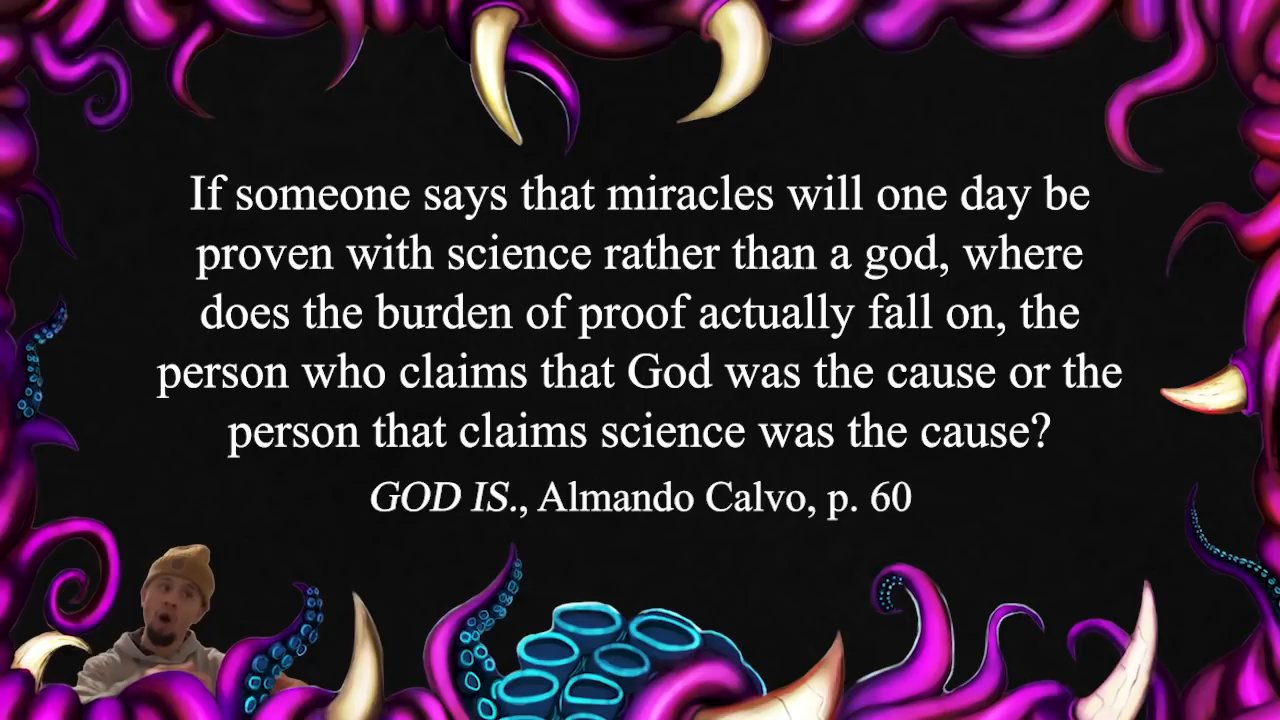 If someone says that miracles will one day be
proven with science rather than a god, where
does the burden of proof actually fall on, the
person who claims that God was the cause or the
person that claims science was the cause?
GOD IS., Almando Calvo, p. 60